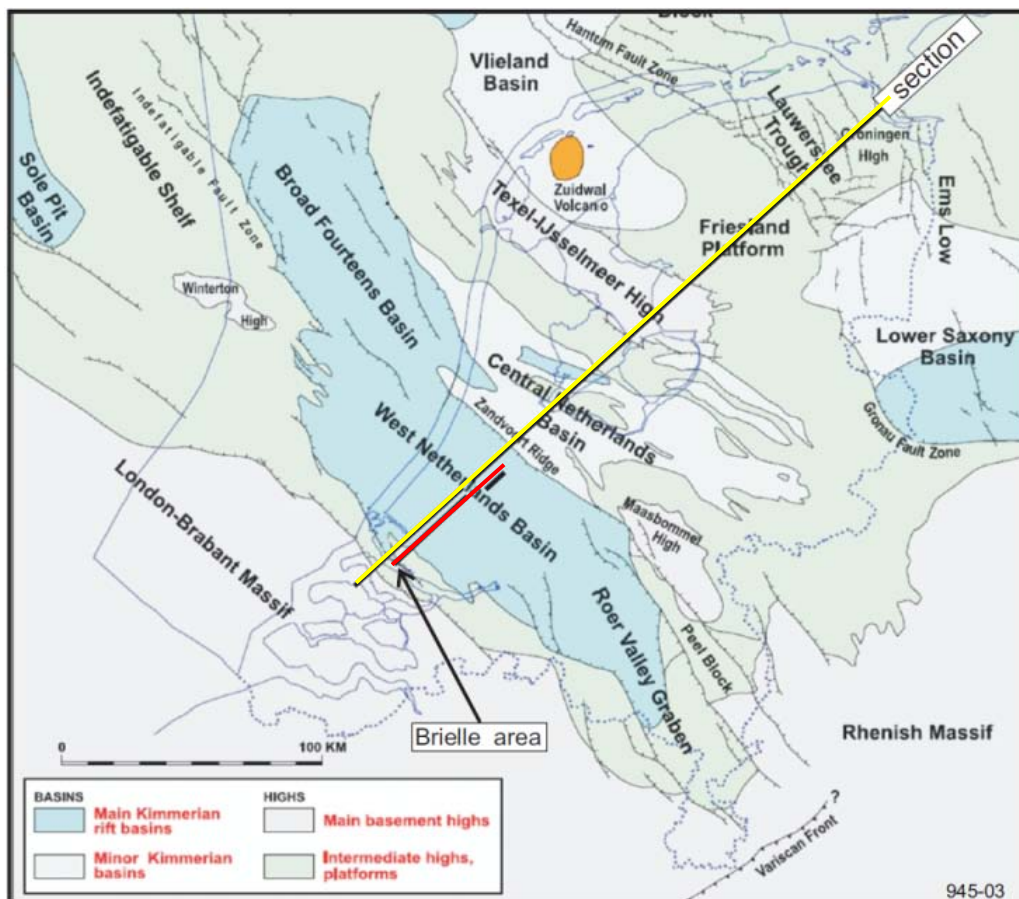 Block
section
Hantum Fault Zone
Vlieland
Basin
Indefatigable Shelf
Indefatigable Fault Zone
Sole Pit
Basin
Broad Fourteens Basin
Lauwerszee
Trough
Groningen
High
Zuidwal
Volcano
Ems Low
Texel-IJsselmeer High
Friesland
Platform
Winterton
High
Lower Saxony
Basin
Central Netherlands
Basin
Zandvoort Ridge
Gronau Fault Zone
West Netherlands Basin
London-Brabant Massif
Maasbommel
High
Roer Valley Graben
Peel Block
Brielle area
Rhenish Massif
0
100 KM
?
Variscan Front
BASINS
Main Kimmerian
rift basins
Minor Kimmerian
basins
HIGHS
Main basement highs
Intermediate highs,
platforms
945-03